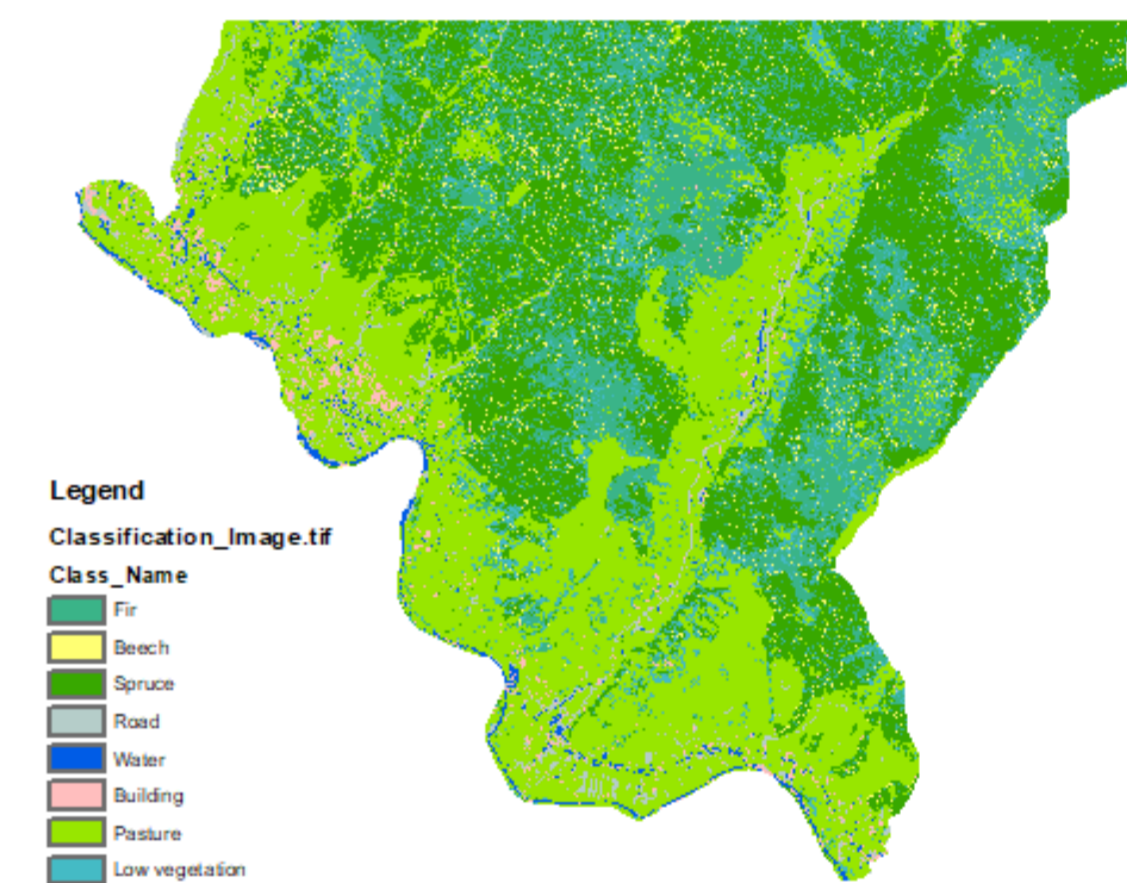 Legend
Classification_Image.tif
Class_Name
Fir
Beech
Spruce
Road
Water
Building
Pasture
Low vegetation